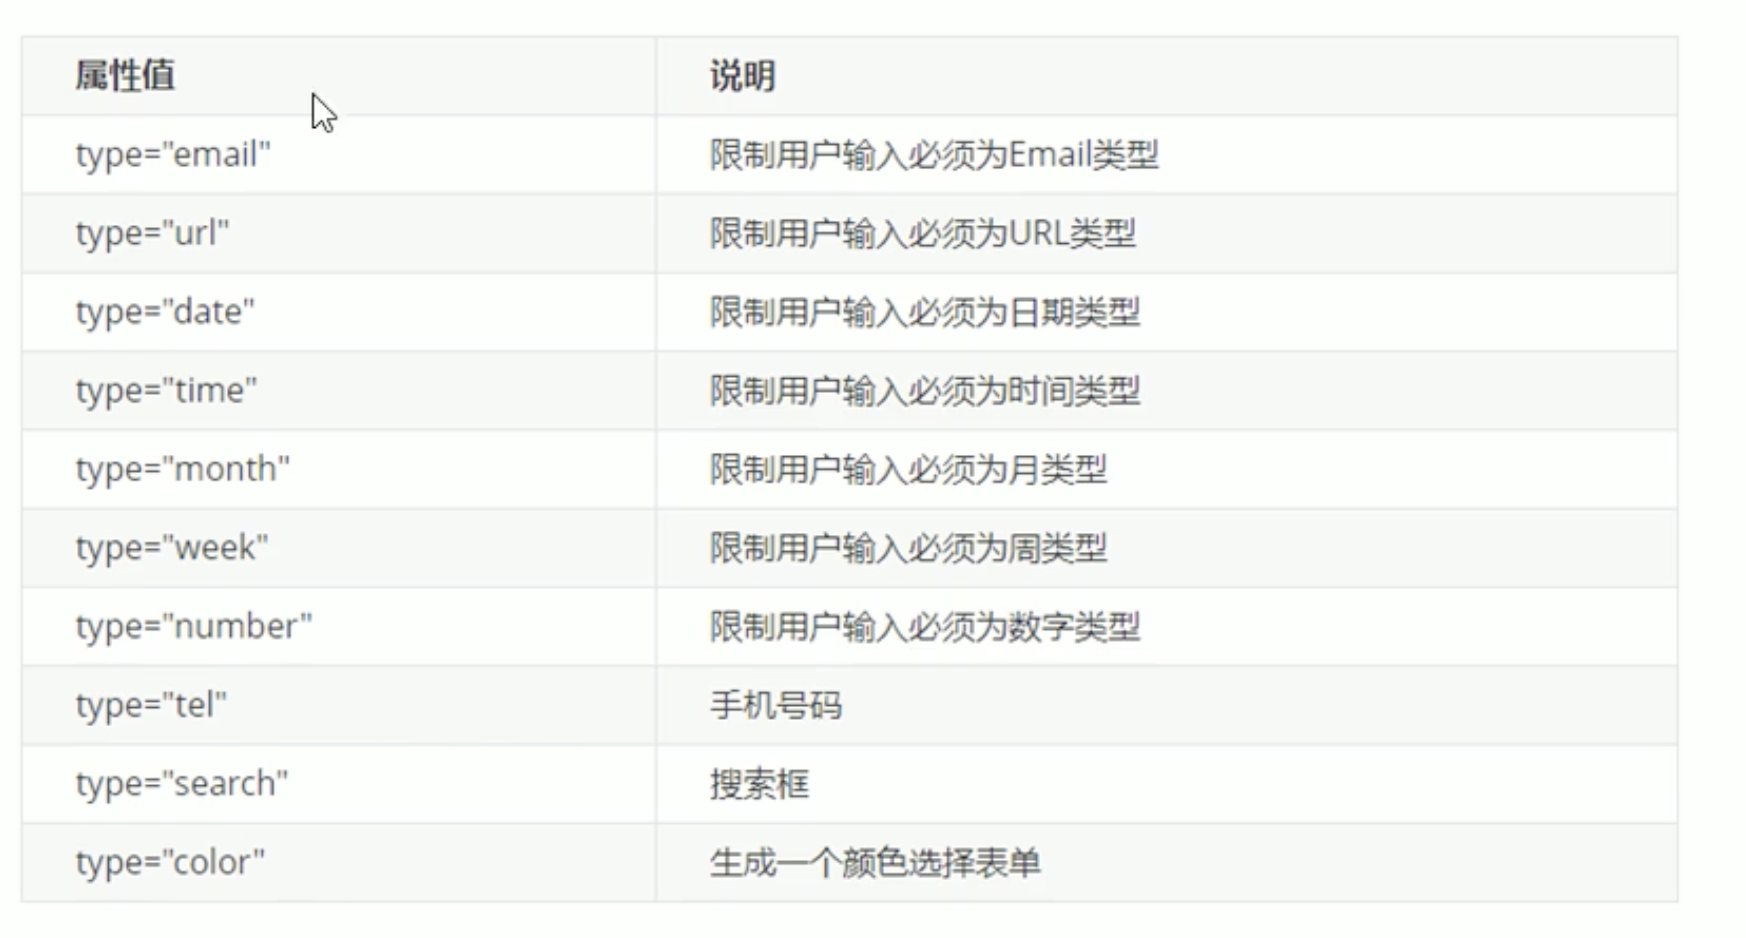 属性值 说明
type="email" 限制用户输入必须为Email类型
type="url" 限制用户输入必须为URL类型
type="date" 限制用户输入必须为日期类型
type="time" 限制用户输入必须为时间类型
type="month" 限制用户输入必须为月类型
type="week" 限制用户输入必须为周类型
type="number" 限制用户输入必须为数字类型
type="tel" 手机号码
type="search" 搜索框
type="color" 生成一个颜色选择表单